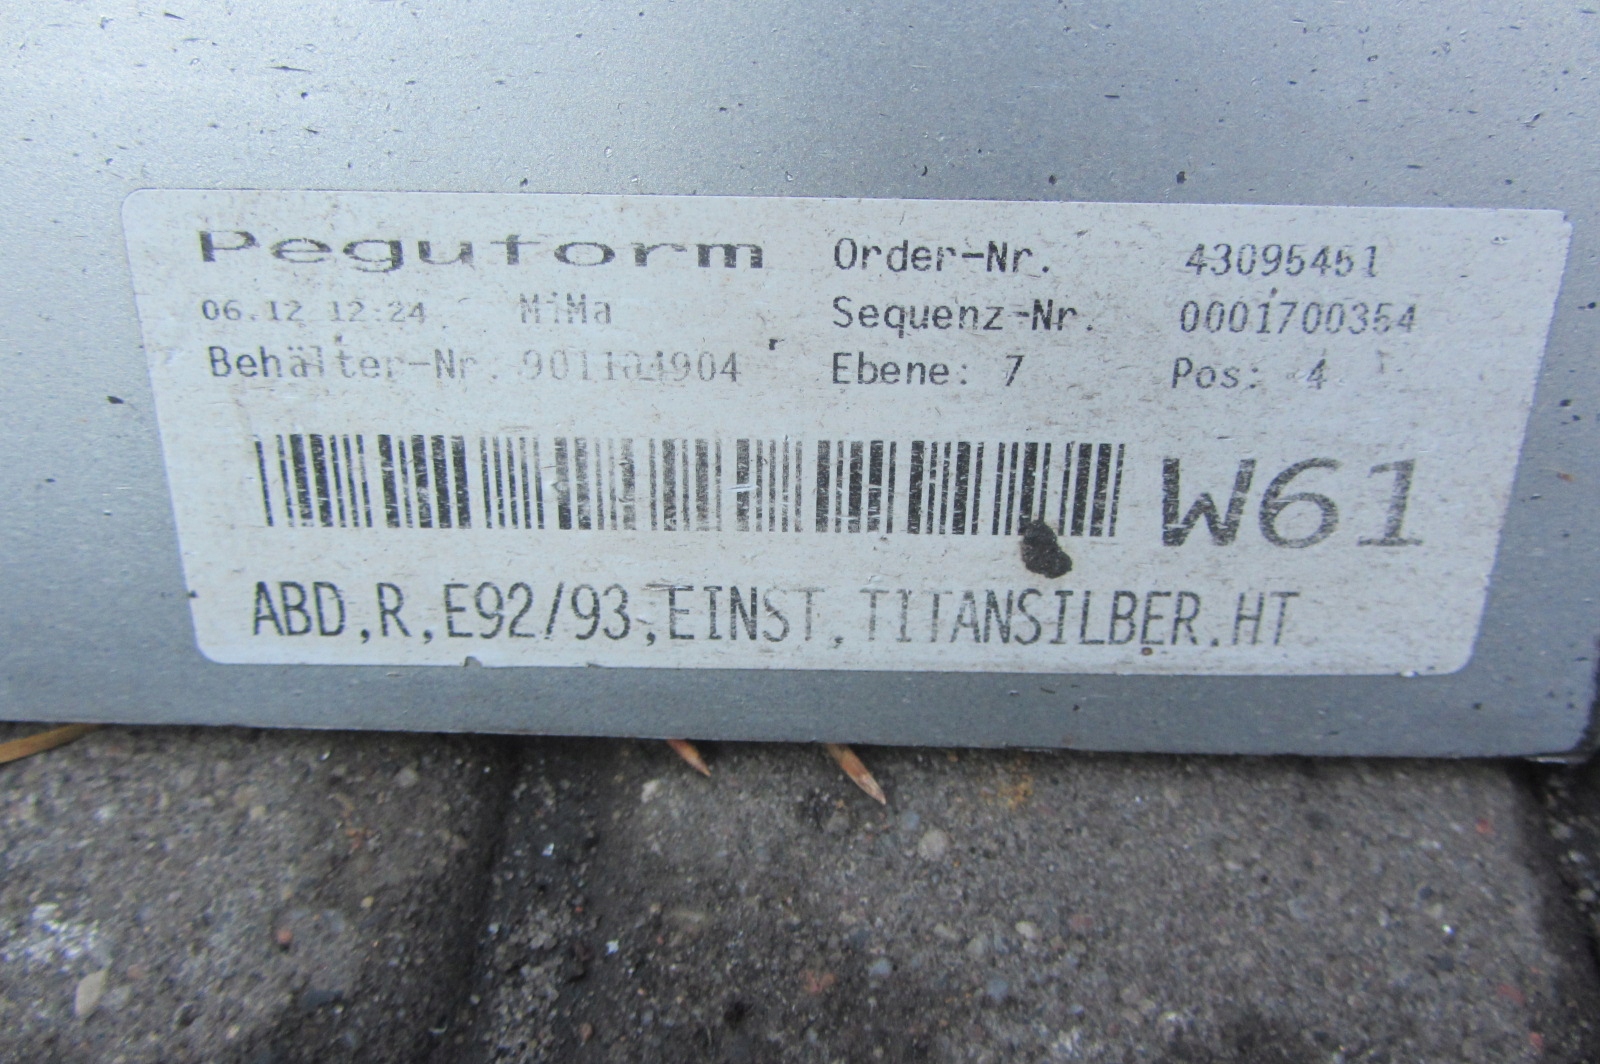 Peguform Order-Nr. 43095451
06.12 12:24 MiMa Sequenz-Nr. 0001700354
Behälter-Nr. 901104904 Ebene: 7 Pos: 4
W61
ABD,R,E92/93,EINST,TITANSILBER.HT